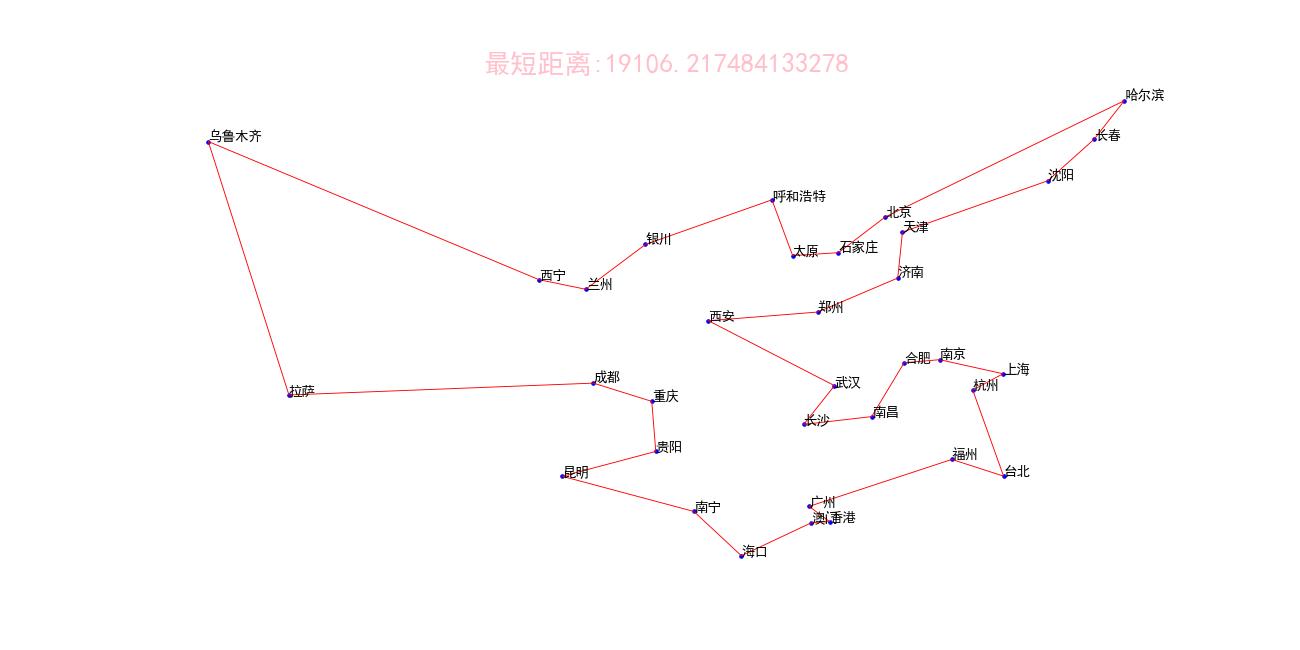 最短距离:19106.217484133278
哈尔滨
乌鲁木齐
长春
沈阳
呼和浩特
北京
天津
银川
太原
石家庄
西宁
兰州
济南
郑州
西安
合肥
南京
上海
成都
武汉
杭州
拉萨
重庆
长沙
南昌
贵阳
福州
昆明
台北
南宁
广州
澳门
香港
海口